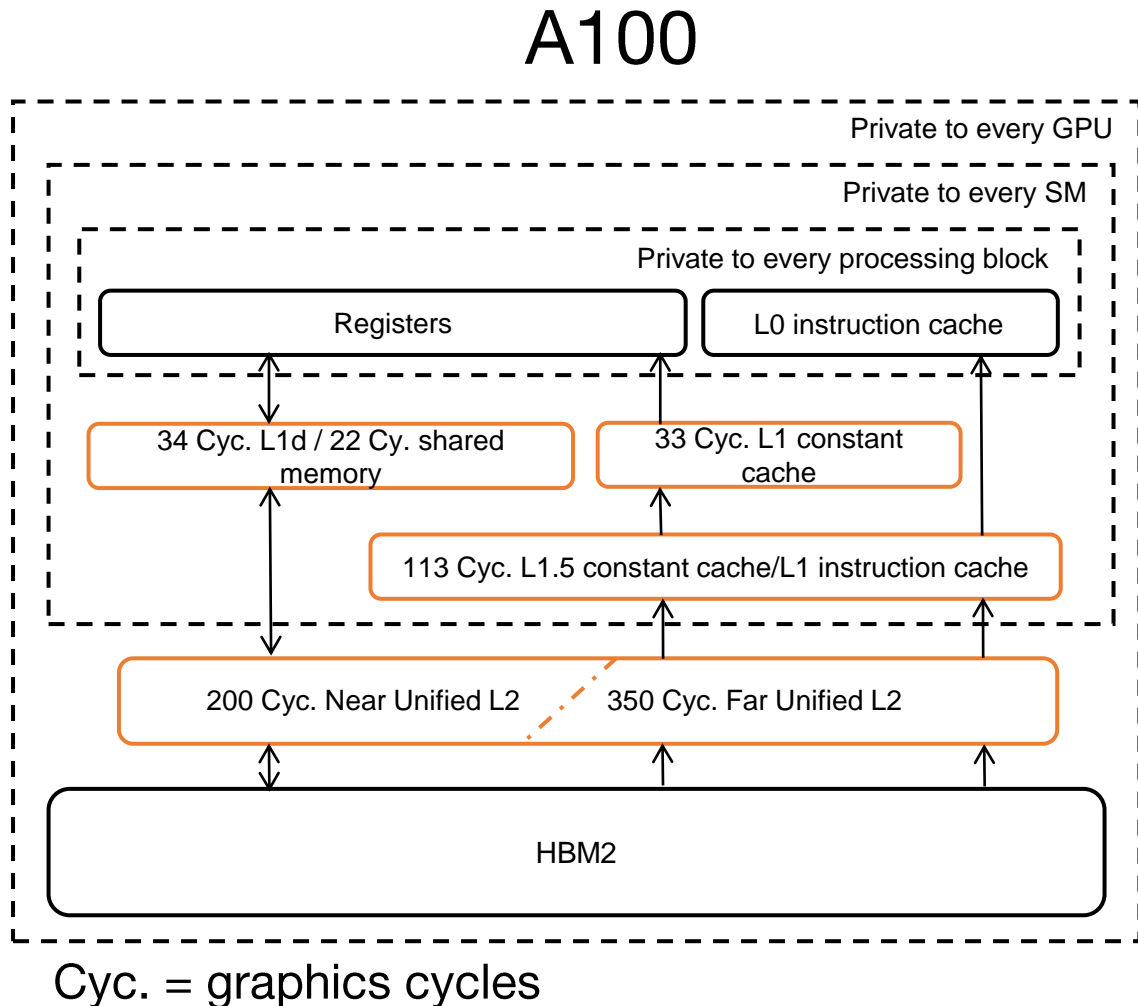 A100
Private to every GPU
Private to every SM
Private to every processing block
Registers
L0 instruction cache
34 Cyc. L1d / 22 Cy. shared
memory
33 Cyc. L1 constant
cache
113 Cyc. L1.5 constant cache/L1 instruction cache
200 Cyc. Near Unified L2
350 Cyc. Far Unified L2
HBM2
Cyc. = graphics cycles